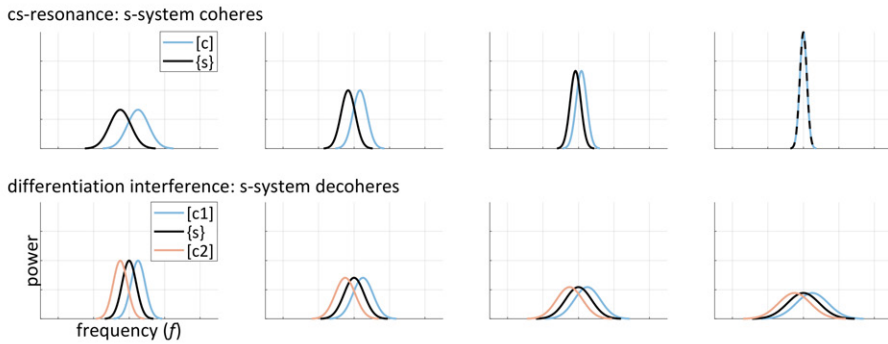 cs-resonance: s-system coheres
[c]
{s}
differentiation interference: s-system decoheres
[c1]
{s}
[c2]
power
frequency (f)